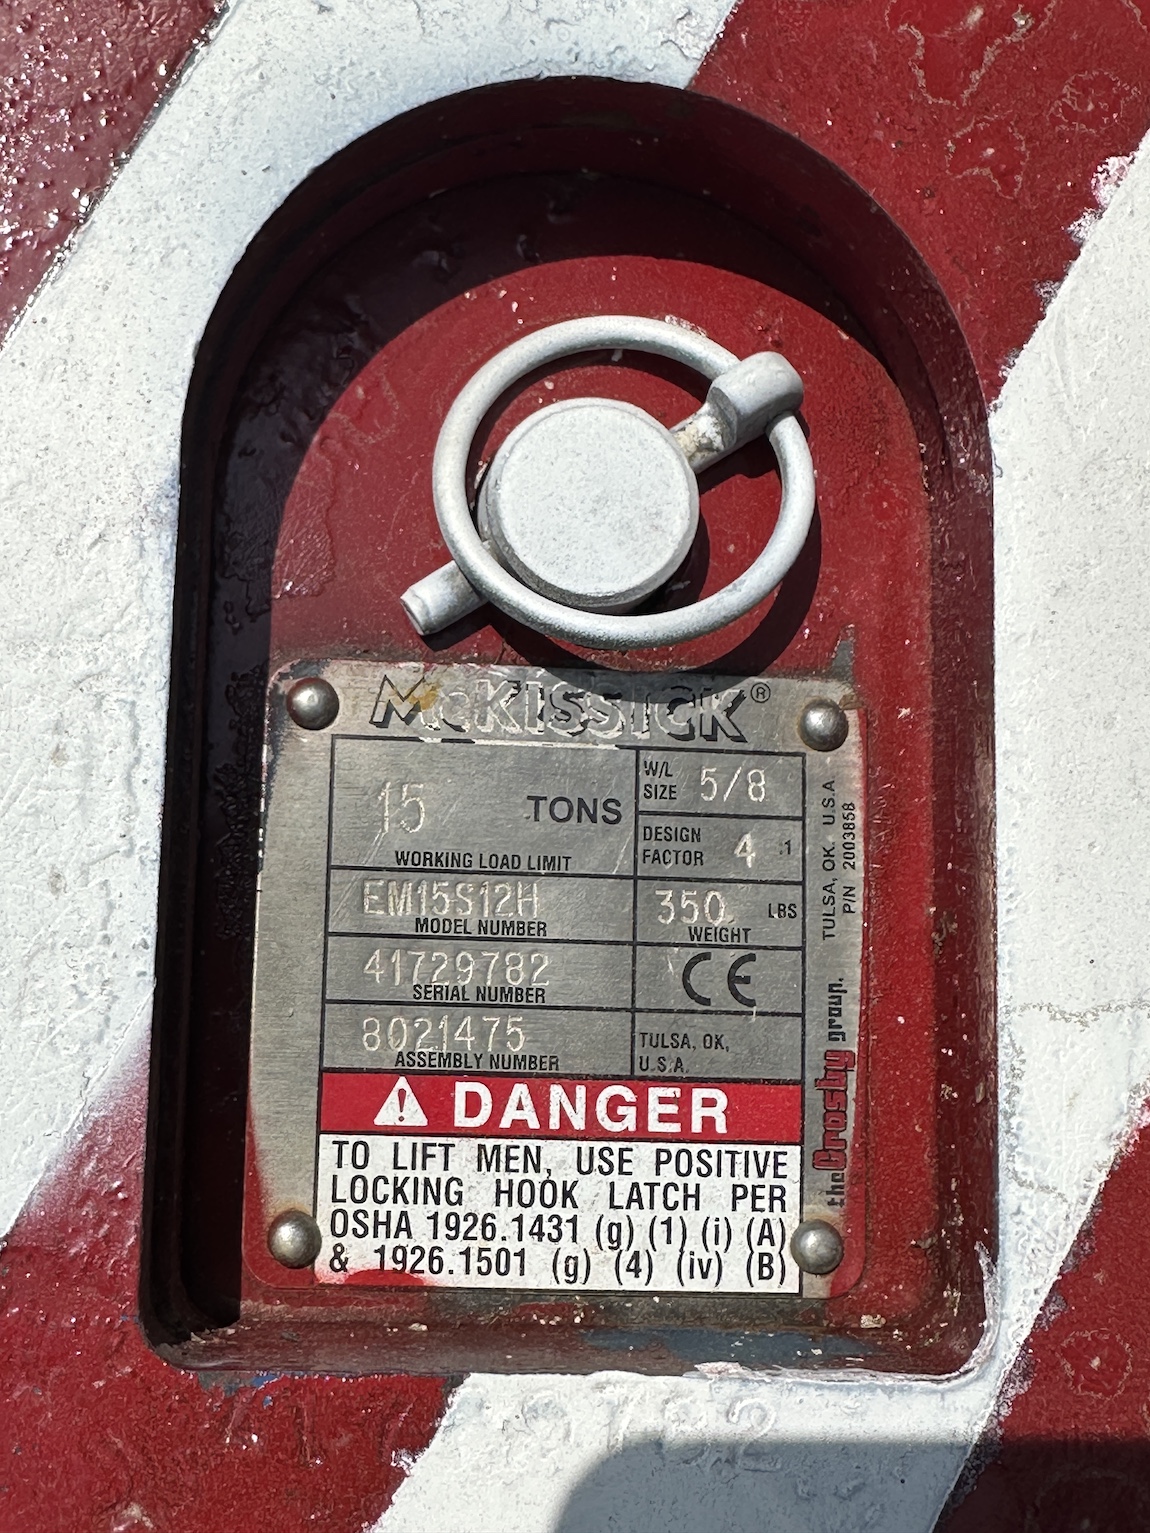 McKISSICK®
15 TONS
WORKING LOAD LIMIT
W/L
SIZE 5/8
DESIGN
FACTOR 4 :1
EM15S12H
MODEL NUMBER
350 LBS
WEIGHT
41729782
SERIAL NUMBER
CE
8021475
ASSEMBLY NUMBER
TULSA, OK,
U.S.A.
the Crosby group. TULSA, OK. U.S.A
P/N 2003858
DANGER
TO LIFT MEN, USE POSITIVE
LOCKING HOOK LATCH PER
OSHA 1926.1431 (g) (1) (i) (A)
& 1926.1501 (g) (4) (iv) (B)